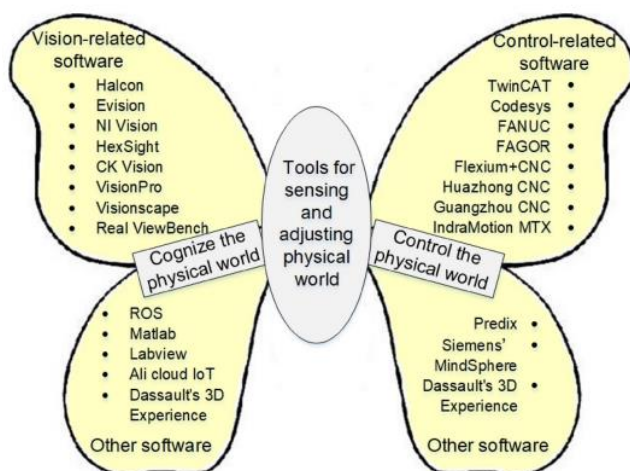 Vision-related
software
• Halcon
• Evision
• NI Vision
• HexSight
• CK Vision
• VisionPro
• Visionscape
• Real ViewBench
Control-related
software
TwinCAT •
Codesys •
FANUC •
FAGOR •
Flexium+CNC •
Huazhong CNC •
Guangzhou CNC •
IndraMotion MTX •
Tools for
sensing
and
adjusting
physical
world
Cognize the
physical world
Control the
physical world
• ROS
• Matlab
• Labview
• Ali cloud IoT
• Dassault's 3D
Experience
Other software
Predix •
Siemens' •
MindSphere
Dassault's 3D •
Experience
Other software